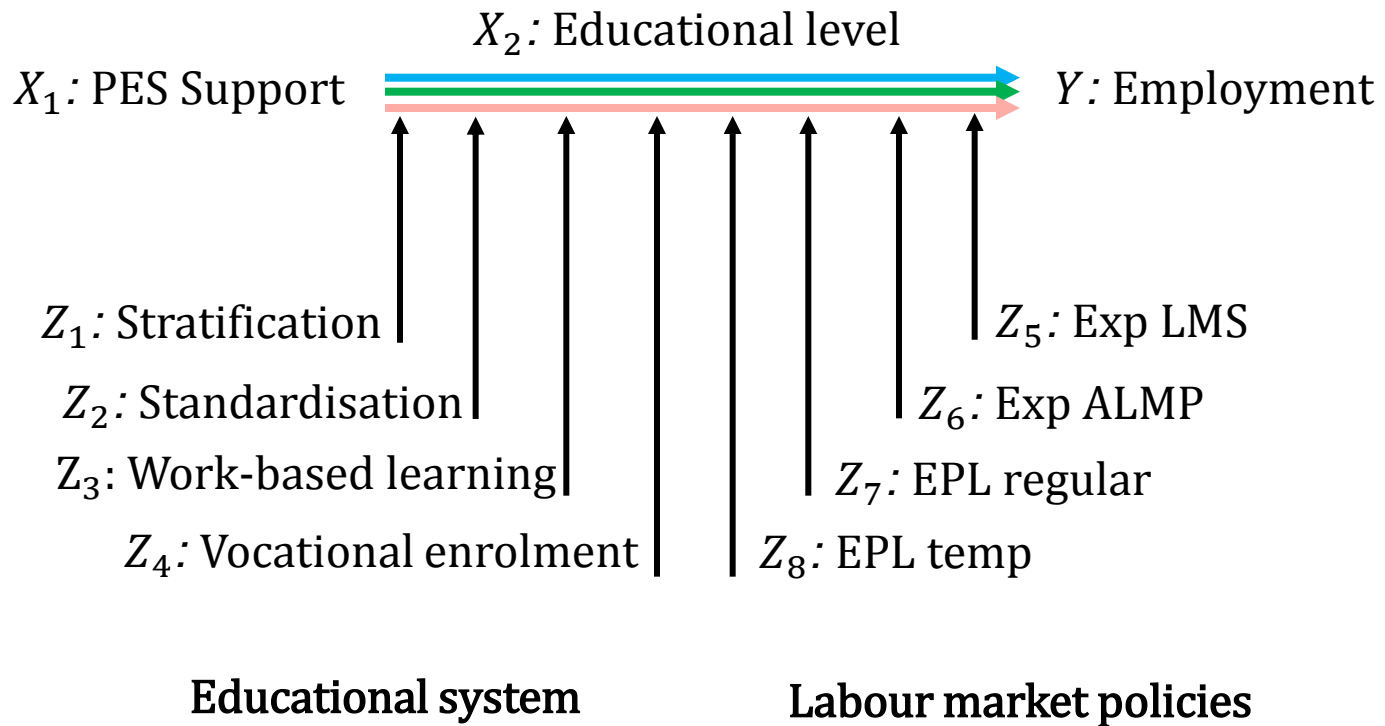 X₂: Educational level
X₁: PES Support
Y: Employment
Z₁: Stratification
Z₂: Standardisation
Z₃: Work-based learning
Z₄: Vocational enrolment
Z₅: Exp LMS
Z₆: Exp ALMP
Z₇: EPL regular
Z₈: EPL temp
Educational system
Labour market policies